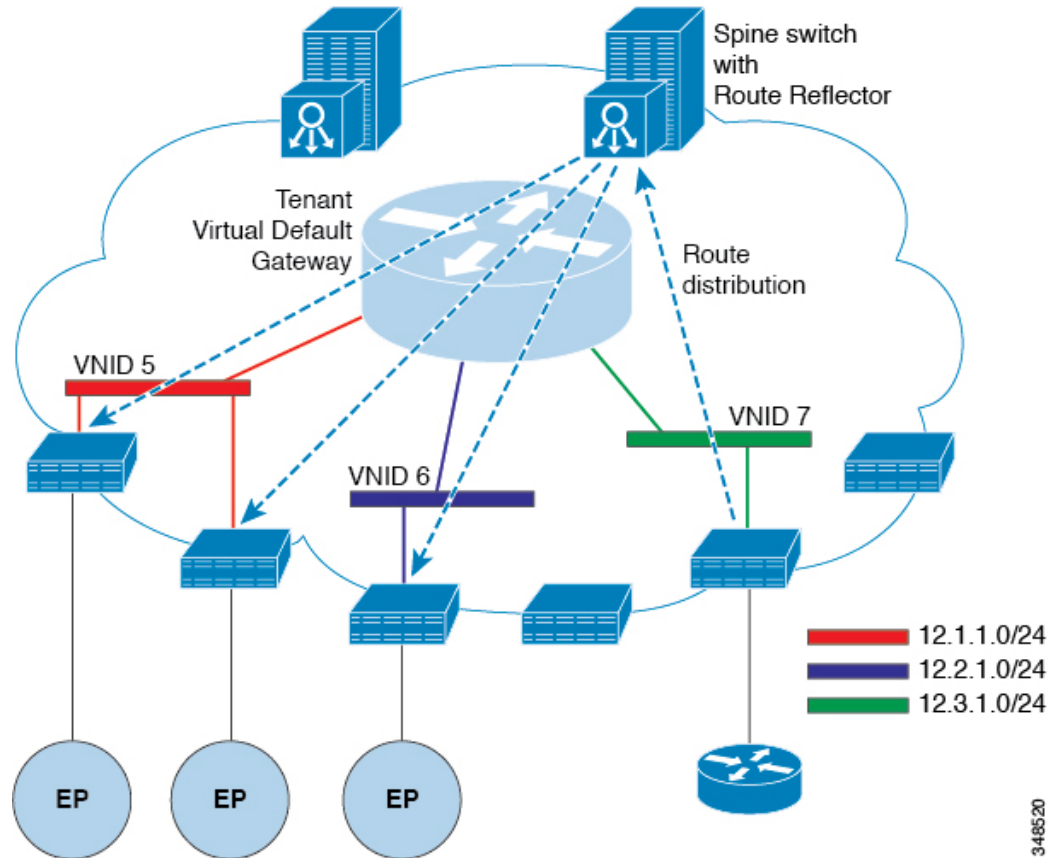 Spine switch
with
Route Reflector
Tenant
Virtual Default
Gateway
Route
distribution
VNID 5
VNID 7
VNID 6
12.1.1.0/24
12.2.1.0/24
12.3.1.0/24
EP
EP
EP
348520